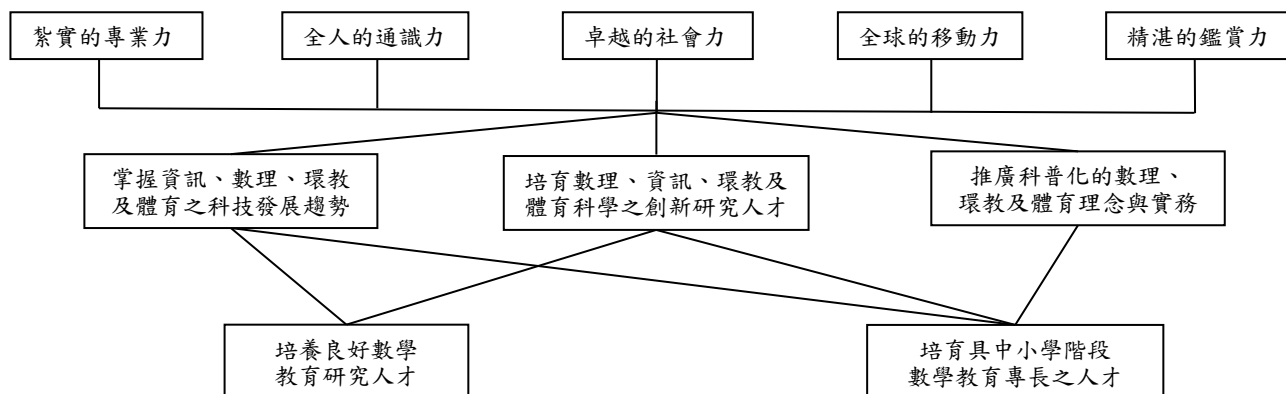 紮實的專業力
全人的通識力
卓越的社會力
全球的移動力
精湛的鑑賞力
掌握資訊、數理、環教
及體育之科技發展趨勢
培育數理、資訊、環教及
體育科學之創新研究人才
推廣科普化的數理、
環教及體育理念與實務
培養良好數學
教育研究人才
培育具中小學階段
數學教育專長之人才